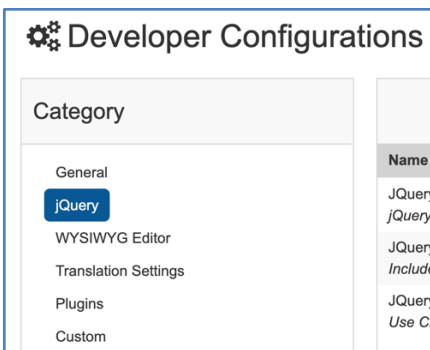 Developer Configurations
Category
General
jQuery
WYSIWYG Editor
Translation Settings
Plugins
Custom
Name
JQuery
jQuery
JQuery
Include
JQuery
Use